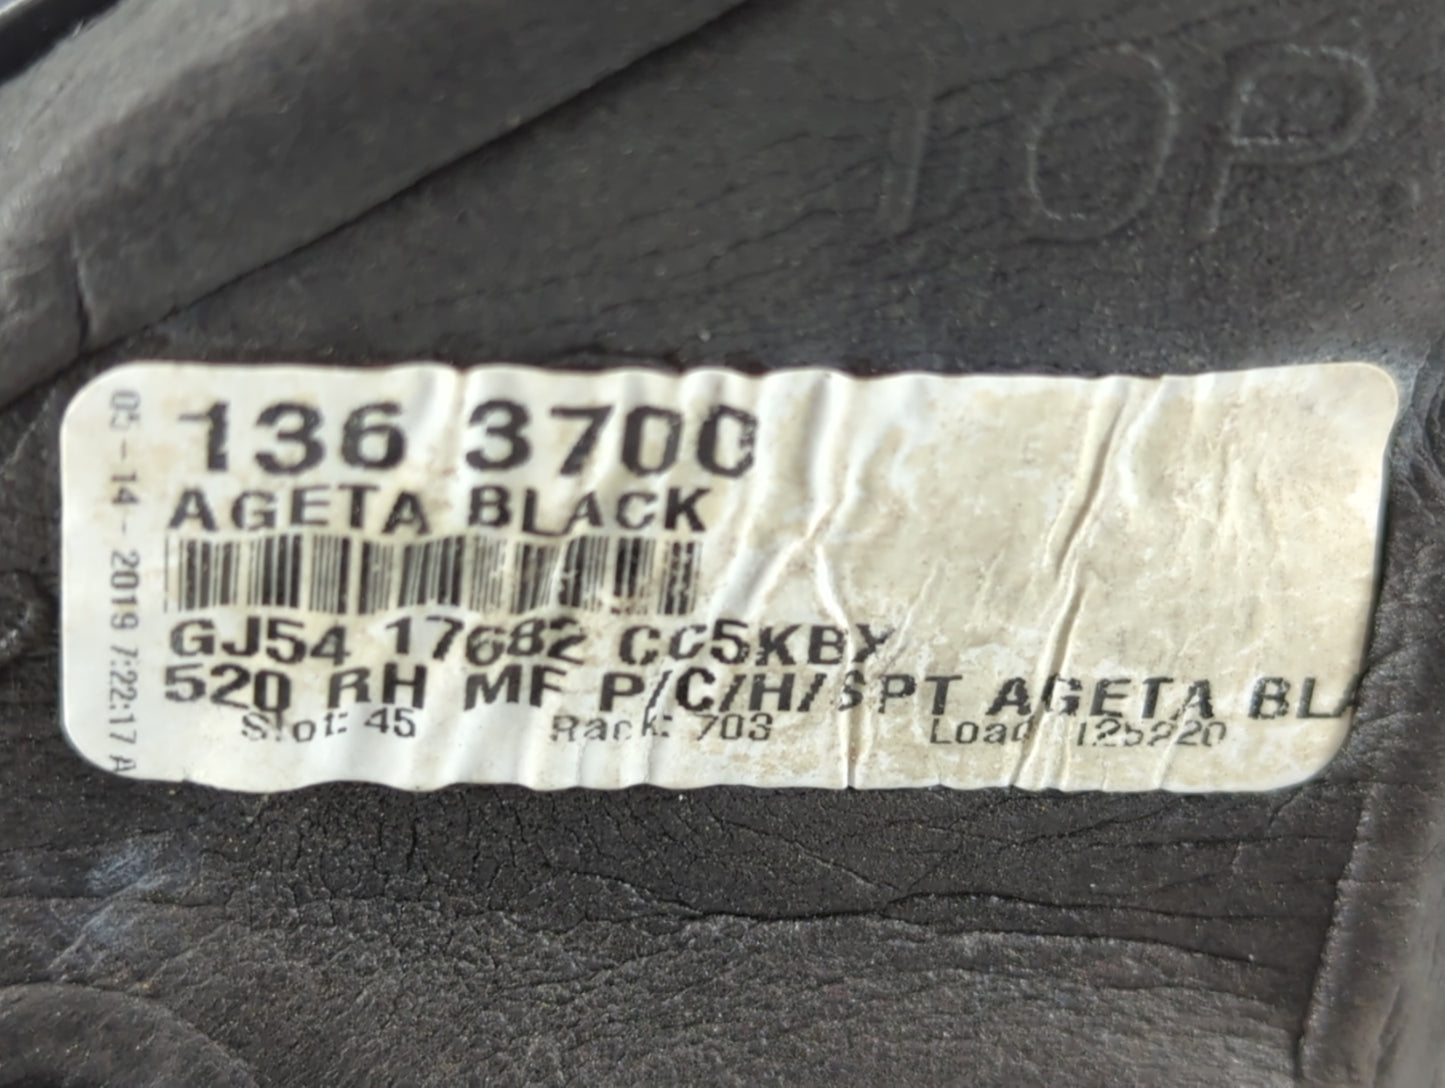 TOP
136 3700
AGETA BLACK
GJ54 17682 CC5KBY
520 RH MF P/C/H/SPT AGETA BLA
Slot: 45 Rack: 703 Load: 125220
05-14-2019 7:22:17 A